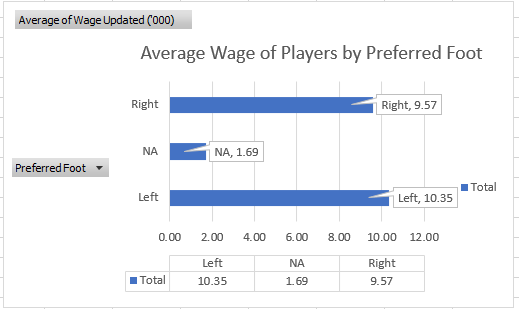 Average of Wage Updated ('000)
Average Wage of Players by Preferred Foot
Right
Right, 9.57
NA
NA, 1.69
Preferred Foot
Left
Left, 10.35
Total
0.00 2.00 4.00 6.00 8.00 10.00 12.00
Left NA Right
Total 10.35 1.69 9.57